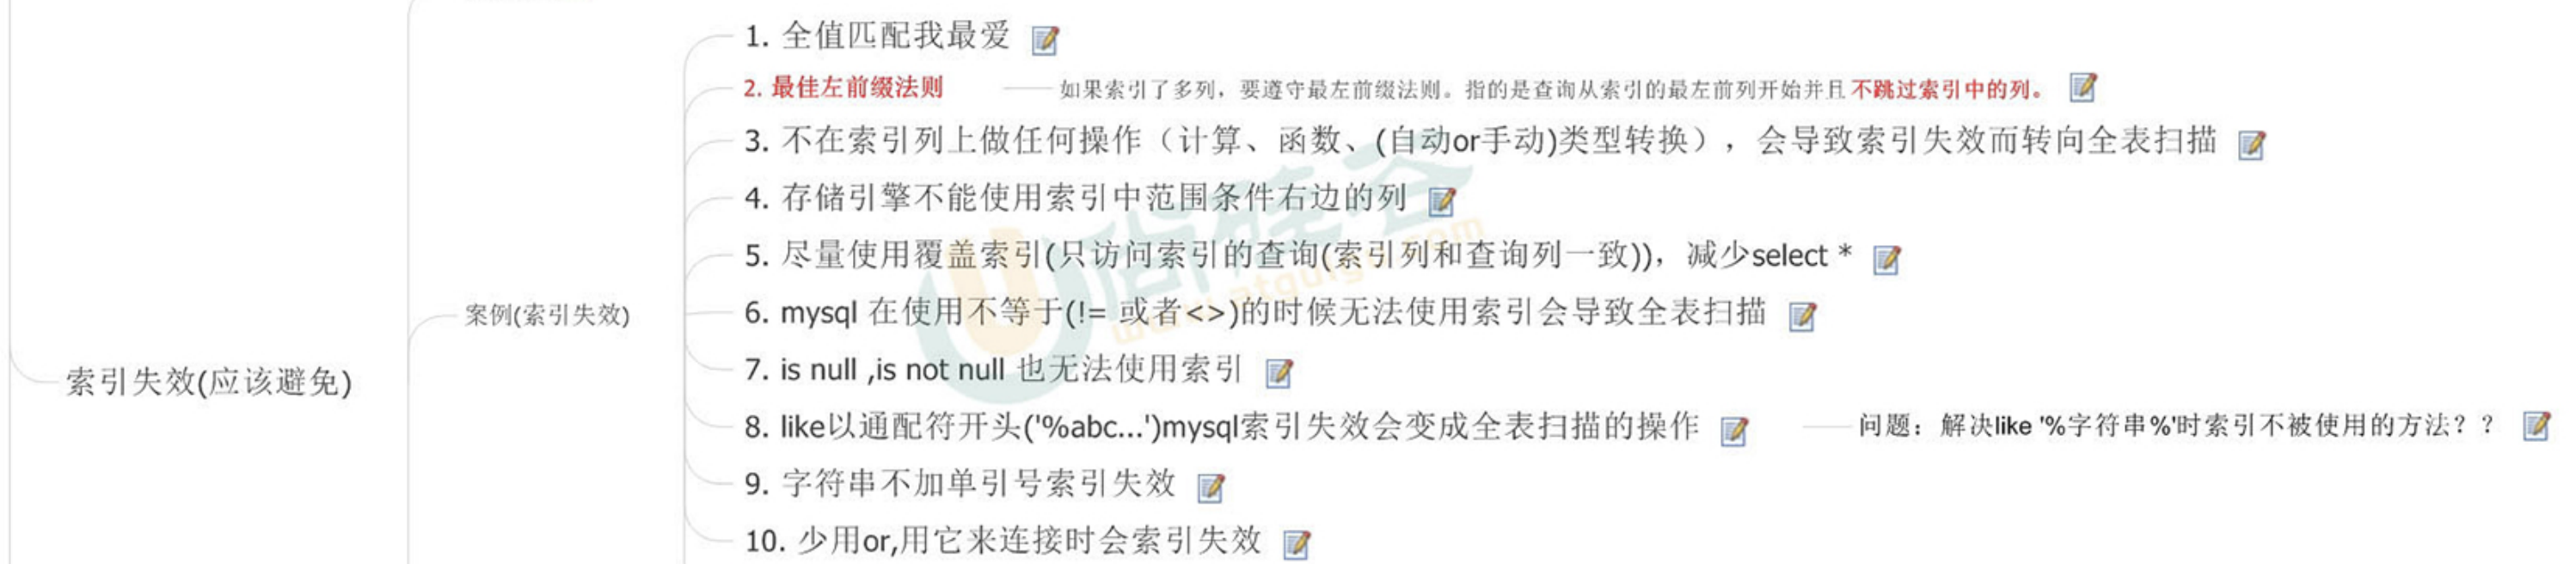 1. 全值匹配我最爱
2. 最佳左前缀法则 如果索引了多列，要遵守最左前缀法则。指的是查询从索引的最左前列开始并且不跳过索引中的列。
3. 不在索引列上做任何操作（计算、函数、(自动or手动)类型转换），会导致索引失效而转向全表扫描
4. 存储引擎不能使用索引中范围条件右边的列
5. 尽量使用覆盖索引(只访问索引的查询(索引列和查询列一致))，减少select *
案例(索引失效)
6. mysql 在使用不等于(!= 或者<>)的时候无法使用索引会导致全表扫描
索引失效(应该避免)
7. is null ,is not null 也无法使用索引
8. like以通配符开头('%abc...')mysql索引失效会变成全表扫描的操作 问题：解决like '%字符串%'时索引不被使用的方法？？
9. 字符串不加单引号索引失效
10. 少用or,用它来连接时会索引失效
尚硅谷
www.atguigu.com